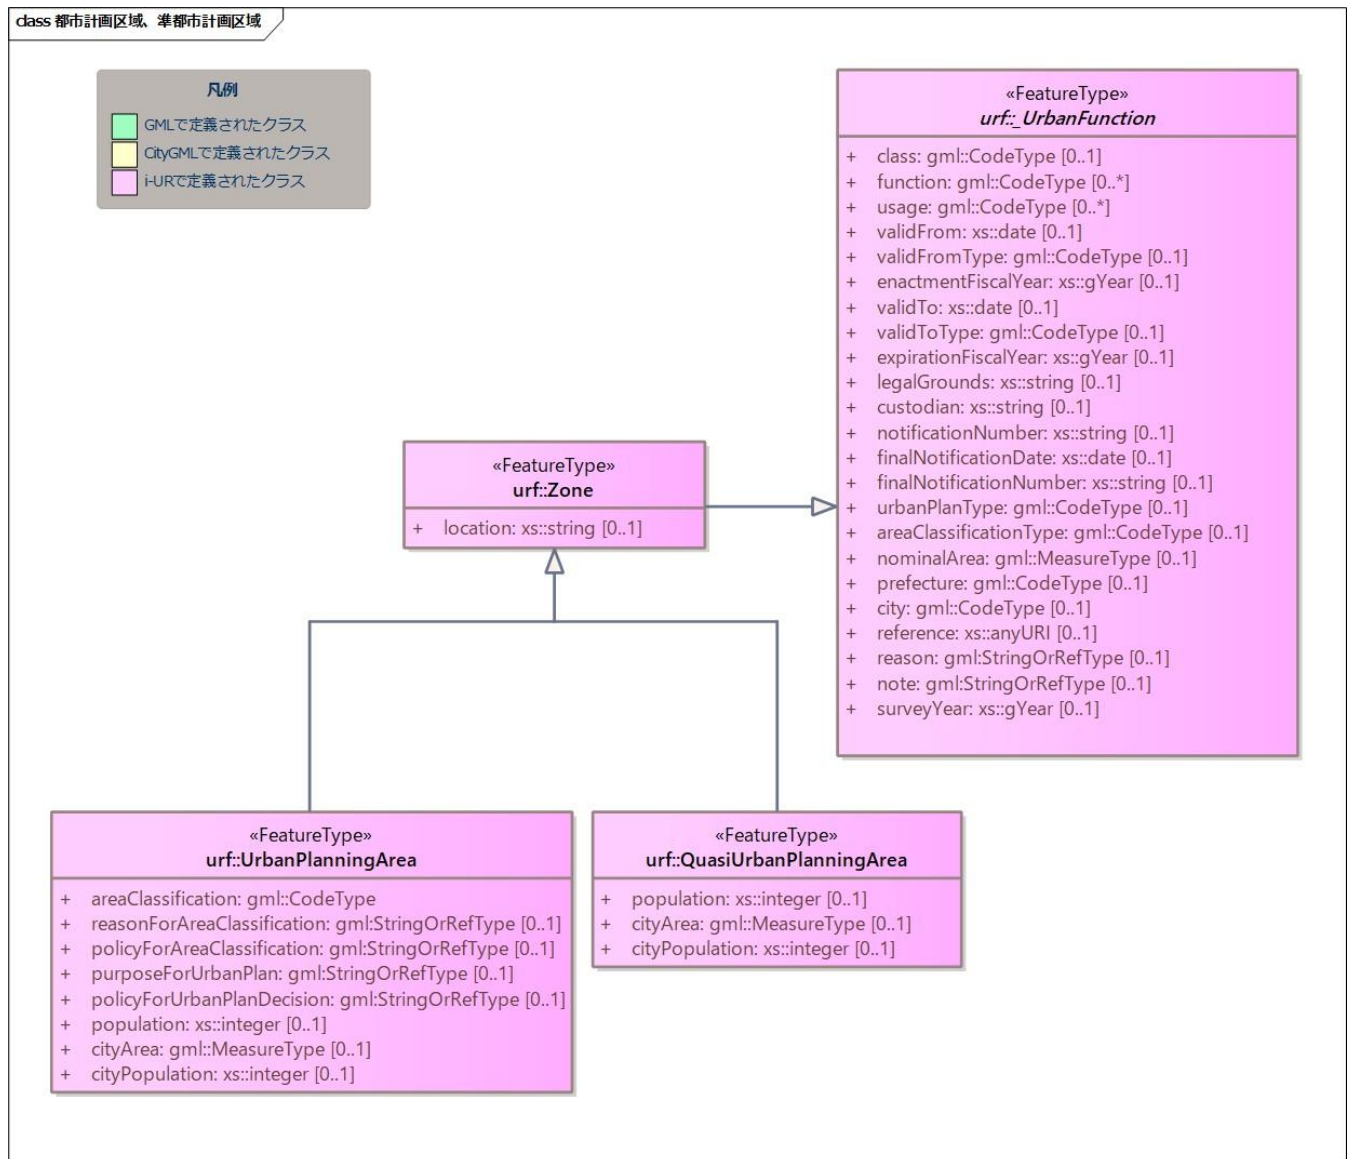 class 都市計画区域、準都市計画区域
凡例
GMLで定義されたクラス
CityGMLで定義されたクラス
i-URで定義されたクラス
«FeatureType»
urf::_UrbanFunction
+ class: gml::CodeType [0..1]
+ function: gml::CodeType [0..*]
+ usage: gml::CodeType [0..*]
+ validFrom: xs::date [0..1]
+ validFromType: gml::CodeType [0..1]
+ enactmentFiscalYear: xs::gYear [0..1]
+ validTo: xs::date [0..1]
+ validToType: gml::CodeType [0..1]
+ expirationFiscalYear: xs::gYear [0..1]
+ legalGrounds: xs::string [0..1]
+ custodian: xs::string [0..1]
+ notificationNumber: xs::string [0..1]
+ finalNotificationDate: xs::date [0..1]
+ finalNotificationNumber: xs::string [0..1]
+ urbanPlanType: gml::CodeType [0..1]
+ areaClassificationType: gml::CodeType [0..1]
+ nominalArea: gml::MeasureType [0..1]
+ prefecture: gml::CodeType [0..1]
+ city: gml::CodeType [0..1]
+ reference: xs::anyURI [0..1]
+ reason: gml:StringOrRefType [0..1]
+ note: gml:StringOrRefType [0..1]
+ surveyYear: xs::gYear [0..1]
«FeatureType»
urf::Zone
+ location: xs::string [0..1]
«FeatureType»
urf::UrbanPlanningArea
+ areaClassification: gml::CodeType
+ reasonForAreaClassification: gml:StringOrRefType [0..1]
+ policyForAreaClassification: gml:StringOrRefType [0..1]
+ purposeForUrbanPlan: gml:StringOrRefType [0..1]
+ policyForUrbanPlanDecision: gml:StringOrRefType [0..1]
+ population: xs::integer [0..1]
+ cityArea: gml::MeasureType [0..1]
+ cityPopulation: xs::integer [0..1]
«FeatureType»
urf::QuasiUrbanPlanningArea
+ population: xs::integer [0..1]
+ cityArea: gml::MeasureType [0..1]
+ cityPopulation: xs::integer [0..1]